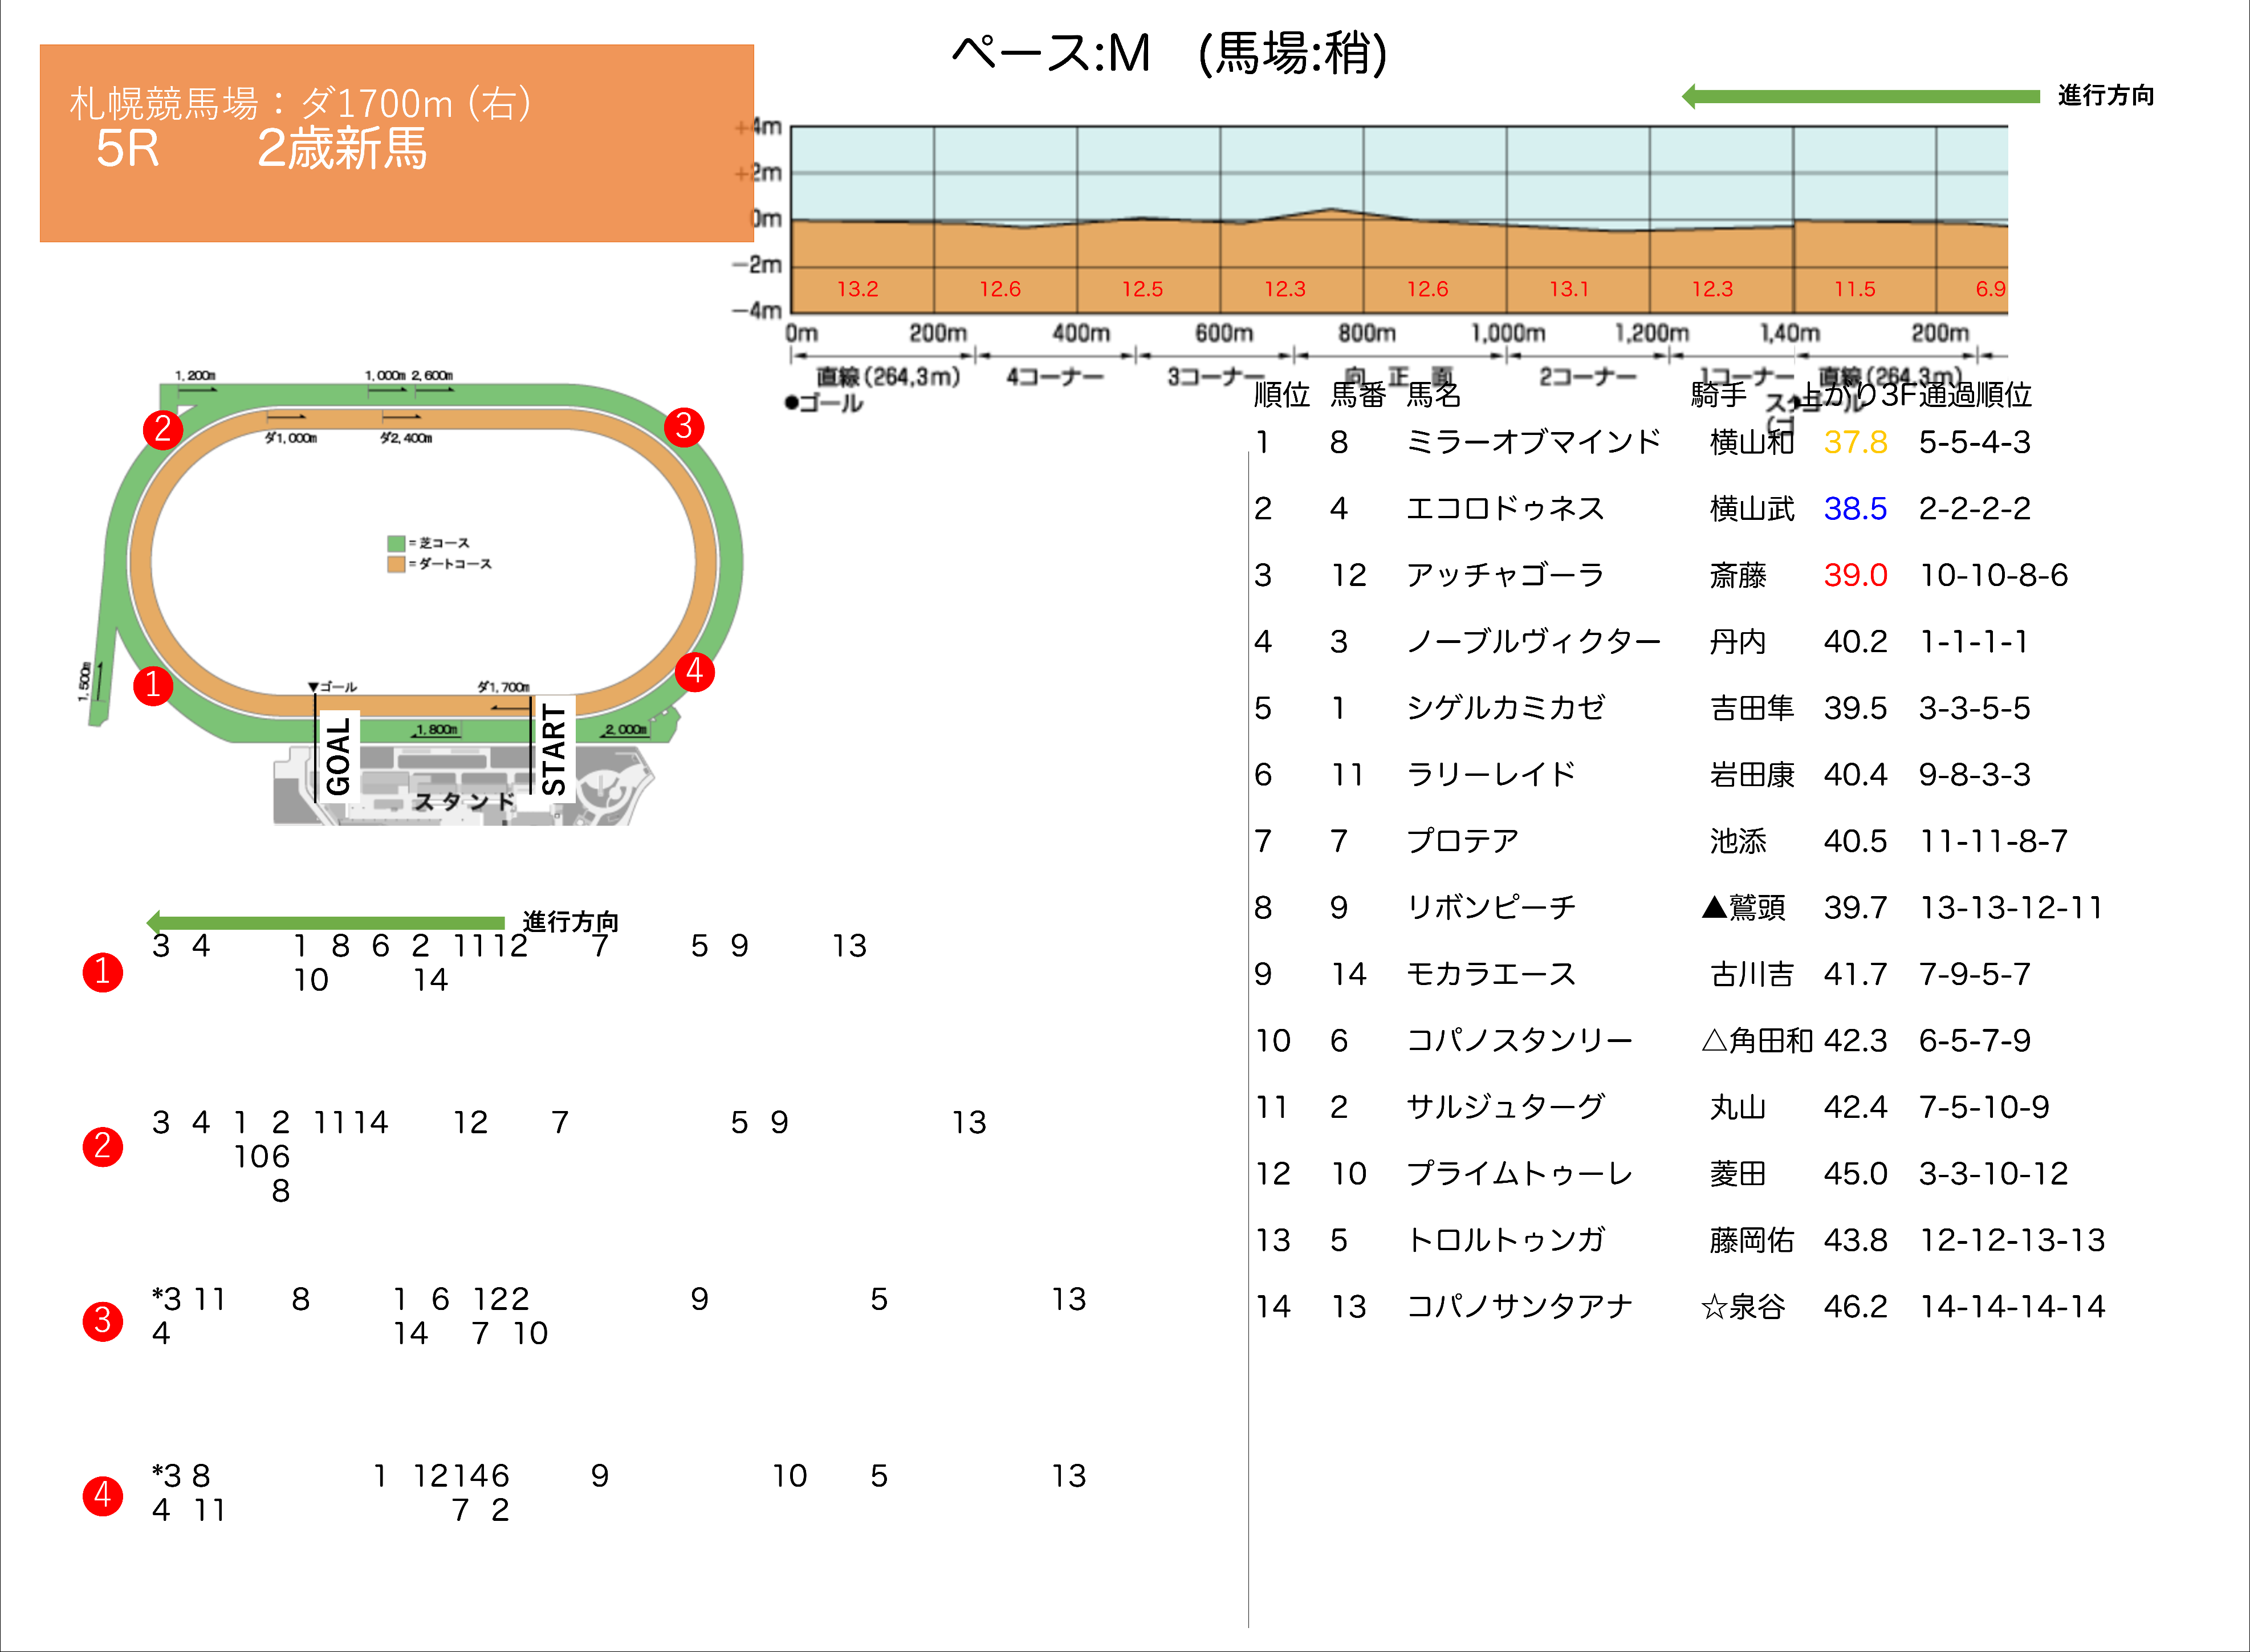 ペース:M (馬場:稍)
札幌競馬場：ダ1700m (右)
5R 2歳新馬
進行方向
+4m
+2m
0m
−2m
−4m
13.2 12.6 12.5 12.3 12.6 13.1 12.3 11.5 6.9
0m 200m 400m 600m 800m 1,000m 1,200m 1,40m 200m
直線(264.3m) 4コーナー 3コーナー 向正面 2コーナー 1コーナー 直線(264.3m)
●ゴール
1,200m 1,000m 2,600m
2 3
ダ1,000m ダ2,400m
=芝コース
=ダートコース
1,500m
1 4
▼ゴール ダ1,700m
1,800m 2,000m
GOAL START
スタンド
進行方向
1
3 4 1 8 6 2 11 12 7 5 9 13
10 14
2
3 4 1 2 11 14 12 7 5 9 13
10 6
8
3
*3 11 8 1 6 12 2 9 5 13
4 14 7 10
4
*3 8 1 12 14 6 9 10 5 13
4 11 7 2
順位 馬番 馬名 騎手 上がり3F 通過順位
1 8 ミラーオブマインド 横山和 37.8 5-5-4-3
2 4 エコロドゥネス 横山武 38.5 2-2-2-2
3 12 アッチャゴーラ 斎藤 39.0 10-10-8-6
4 3 ノーブルヴィクター 丹内 40.2 1-1-1-1
5 1 シゲルカミカゼ 吉田隼 39.5 3-3-5-5
6 11 ラリーレイド 岩田康 40.4 9-8-3-3
7 7 プロテア 池添 40.5 11-11-8-7
8 9 リボンピーチ ▲鷲頭 39.7 13-13-12-11
9 14 モカラエース 古川吉 41.7 7-9-5-7
10 6 コパノスタンリー △角田和 42.3 6-5-7-9
11 2 サルジュターグ 丸山 42.4 7-5-10-9
12 10 プライムトゥーレ 菱田 45.0 3-3-10-12
13 5 トロルトゥンガ 藤岡佑 43.8 12-12-13-13
14 13 コパノサンタアナ ☆泉谷 46.2 14-14-14-14